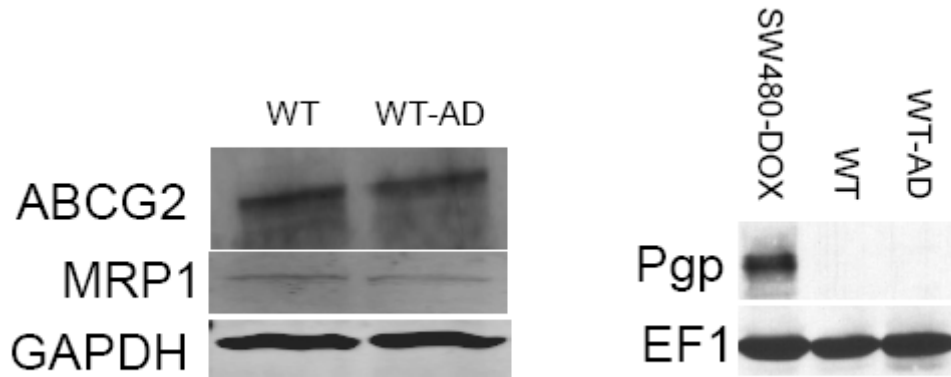 WT WT-AD
ABCG2
MRP1
GAPDH
SW480-DOX
WT
WT-AD
Pgp
EF1